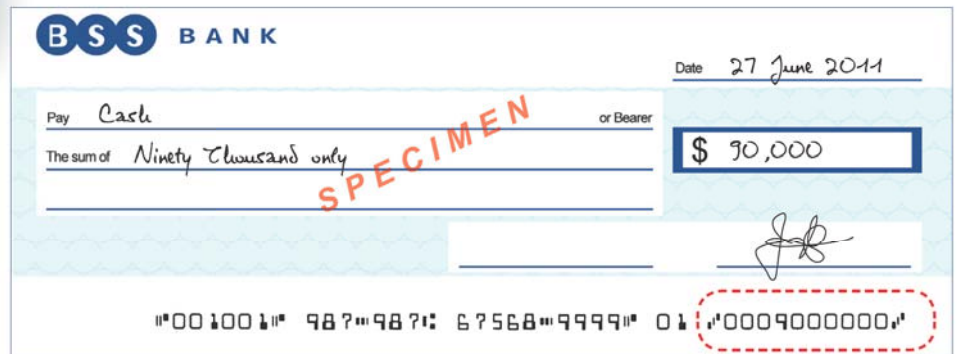 BSS BANK
Date 27 June 2011
Pay Cash or Bearer
The sum of Ninety Thousand only
$ 90,000
SPECIMEN
⑈001001⑈ 987⑉987⑆ 67568⑉9999⑈ 01 ⑇0009000000⑇